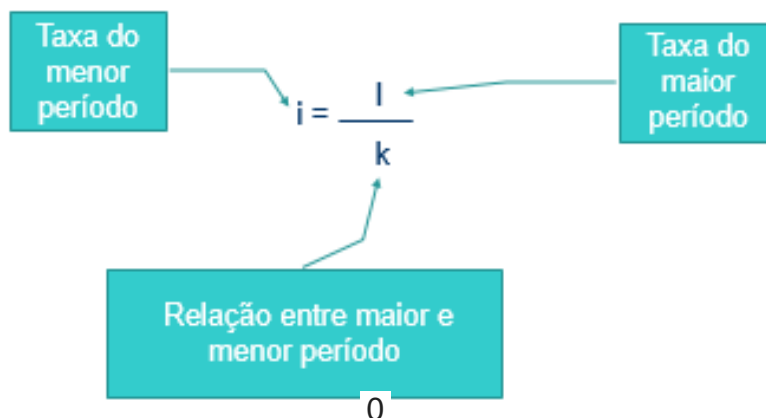 Taxa do
menor
período
Taxa do
maior
período
i =
I
k
Relação entre maior e
menor período
0